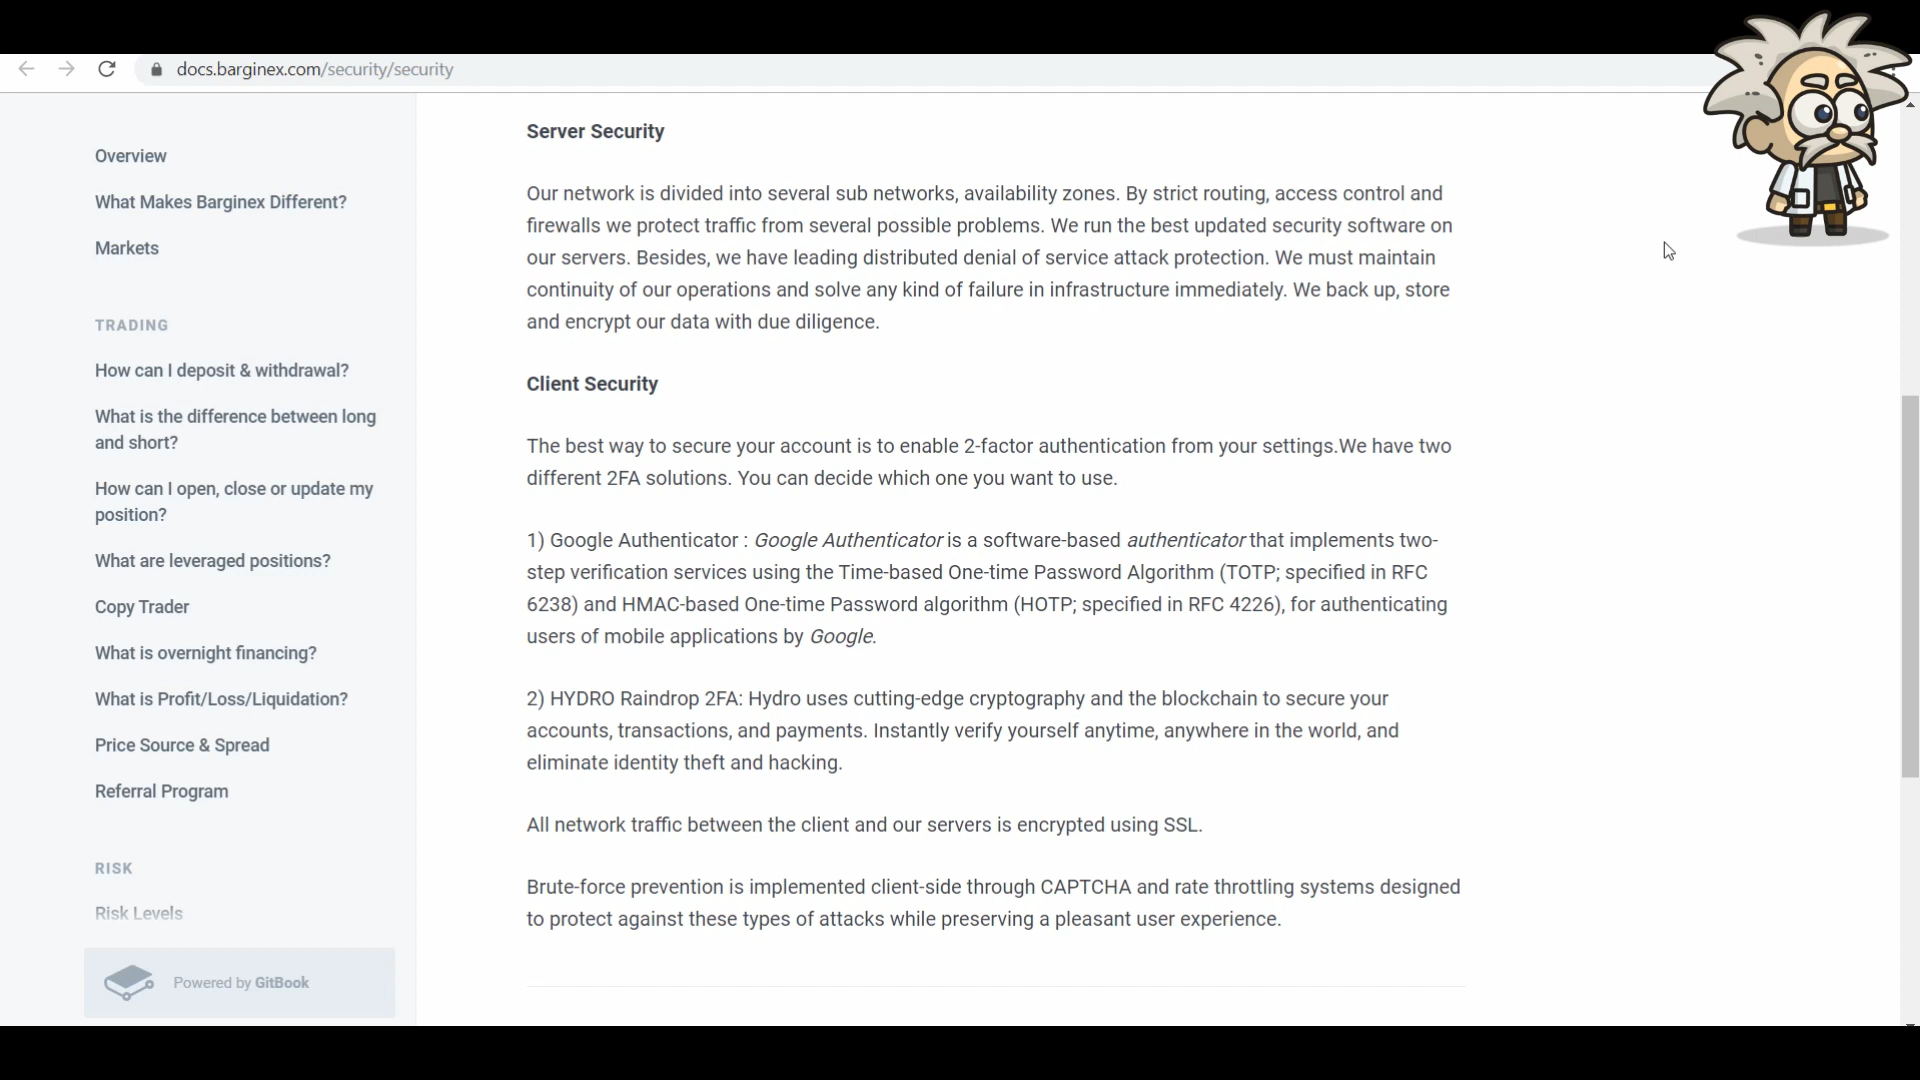 docs.barginex.com/security/security
Overview
What Makes Barginex Different?
Markets
TRADING
How can I deposit & withdrawal?
What is the difference between long
and short?
How can I open, close or update my
position?
What are leveraged positions?
Copy Trader
What is overnight financing?
What is Profit/Loss/Liquidation?
Price Source & Spread
Referral Program
RISK
Risk Levels
Powered by GitBook
Server Security
Our network is divided into several sub networks, availability zones. By strict routing, access control and
firewalls we protect traffic from several possible problems. We run the best updated security software on
our servers. Besides, we have leading distributed denial of service attack protection. We must maintain
continuity of our operations and solve any kind of failure in infrastructure immediately. We back up, store
and encrypt our data with due diligence.
Client Security
The best way to secure your account is to enable 2-factor authentication from your settings.We have two
different 2FA solutions. You can decide which one you want to use.
1) Google Authenticator : Google Authenticator is a software-based authenticator that implements two-
step verification services using the Time-based One-time Password Algorithm (TOTP; specified in RFC
6238) and HMAC-based One-time Password algorithm (HOTP; specified in RFC 4226), for authenticating
users of mobile applications by Google.
2) HYDRO Raindrop 2FA: Hydro uses cutting-edge cryptography and the blockchain to secure your
accounts, transactions, and payments. Instantly verify yourself anytime, anywhere in the world, and
eliminate identity theft and hacking.
All network traffic between the client and our servers is encrypted using SSL.
Brute-force prevention is implemented client-side through CAPTCHA and rate throttling systems designed
to protect against these types of attacks while preserving a pleasant user experience.